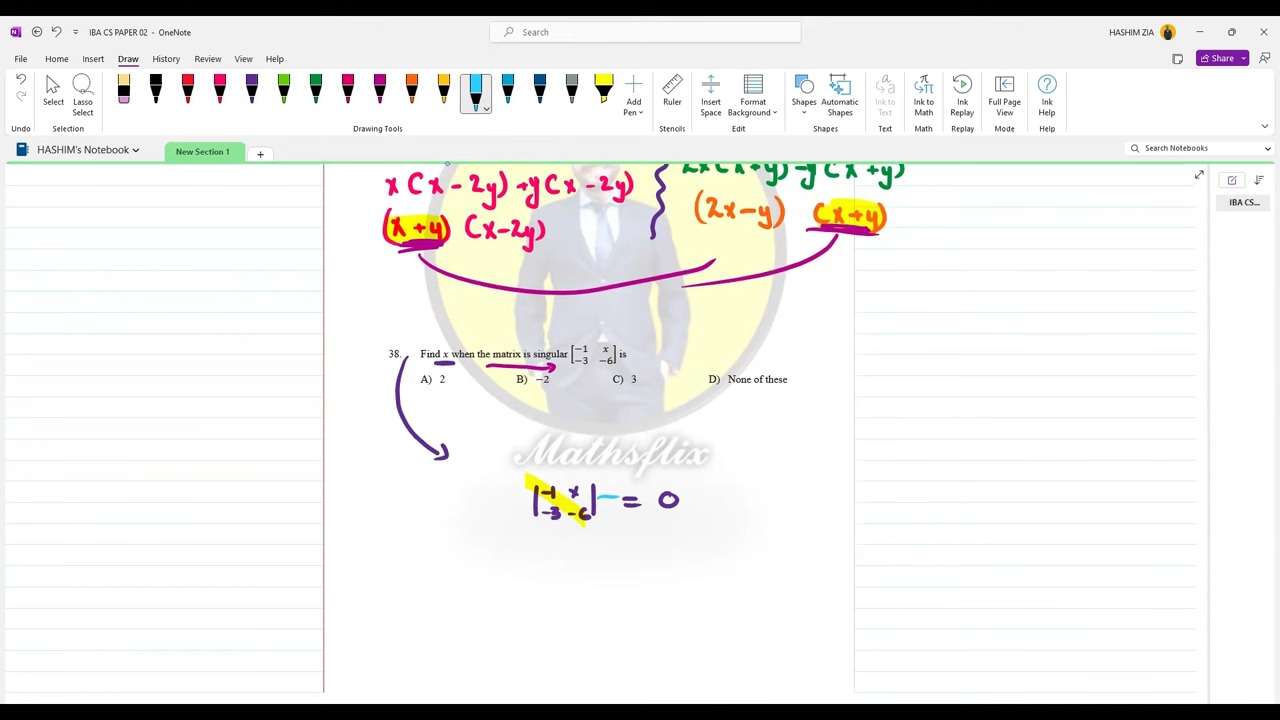 IBA CS PAPER 02 - OneNote
Search
HASHIM ZIA
File Home Insert Draw History Review View Help
Share
Select
Lasso Select
Add Pen
Ruler
Insert Space
Format Background
Shapes
Automatic Shapes
Ink to Text
Ink to Math
Ink Replay
Full Page View
Ink Help
Undo
Selection
Drawing Tools
Stencils
Edit
Shapes
Text
Math
Replay
Mode
Help
HASHIM's Notebook
New Section 1
Search Notebooks
IBA CS...
x(x-2y)+y(x-2y)
2x(x+y)-y(x+y)
(x+y) (x-2y)
(2x-y) (x+y)
38. Find x when the matrix is singular [−1 x −3 −6] is
A) 2 B) −2 C) 3 D) None of these
Mathsflix
|-1 x
-3 -6| - = 0